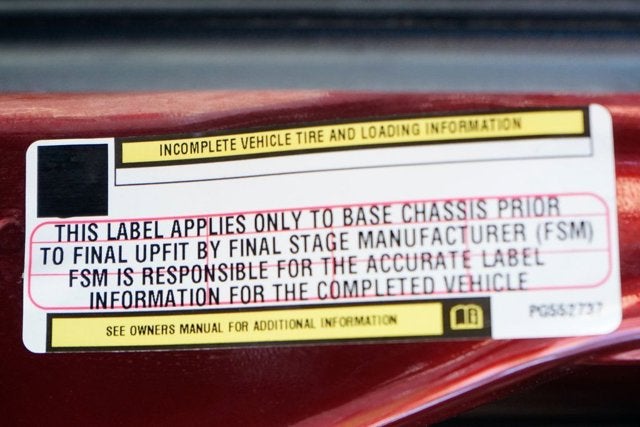 INCOMPLETE VEHICLE TIRE AND LOADING INFORMATION
THIS LABEL APPLIES ONLY TO BASE CHASSIS PRIOR
TO FINAL UPFIT BY FINAL STAGE MANUFACTURER (FSM)
FSM IS RESPONSIBLE FOR THE ACCURATE LABEL
INFORMATION FOR THE COMPLETED VEHICLE
SEE OWNERS MANUAL FOR ADDITIONAL INFORMATION
PG552737